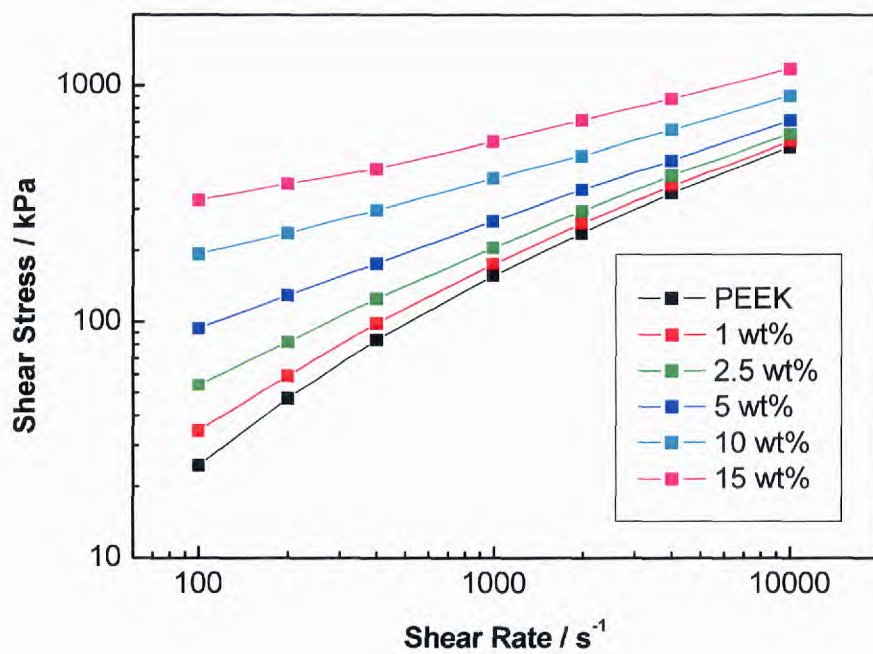 1000
100
10
Shear Stress / kPa
PEEK
1 wt%
2.5 wt%
5 wt%
10 wt%
15 wt%
100
1000
10000
Shear Rate / s⁻¹